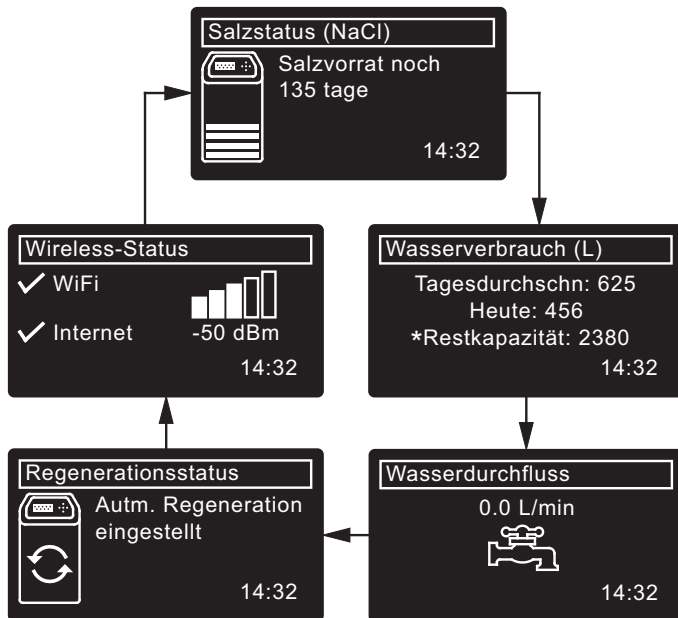 Salzstatus (NaCl)
Salzvorrat noch
135 tage
14:32
Wireless-Status
WiFi
Internet
-50 dBm
14:32
Wasserverbrauch (L)
Tagesdurchschn: 625
Heute: 456
*Restkapazität: 2380
14:32
Regenerationsstatus
Autm. Regeneration
eingestellt
14:32
Wasserdurchfluss
0.0 L/min
14:32